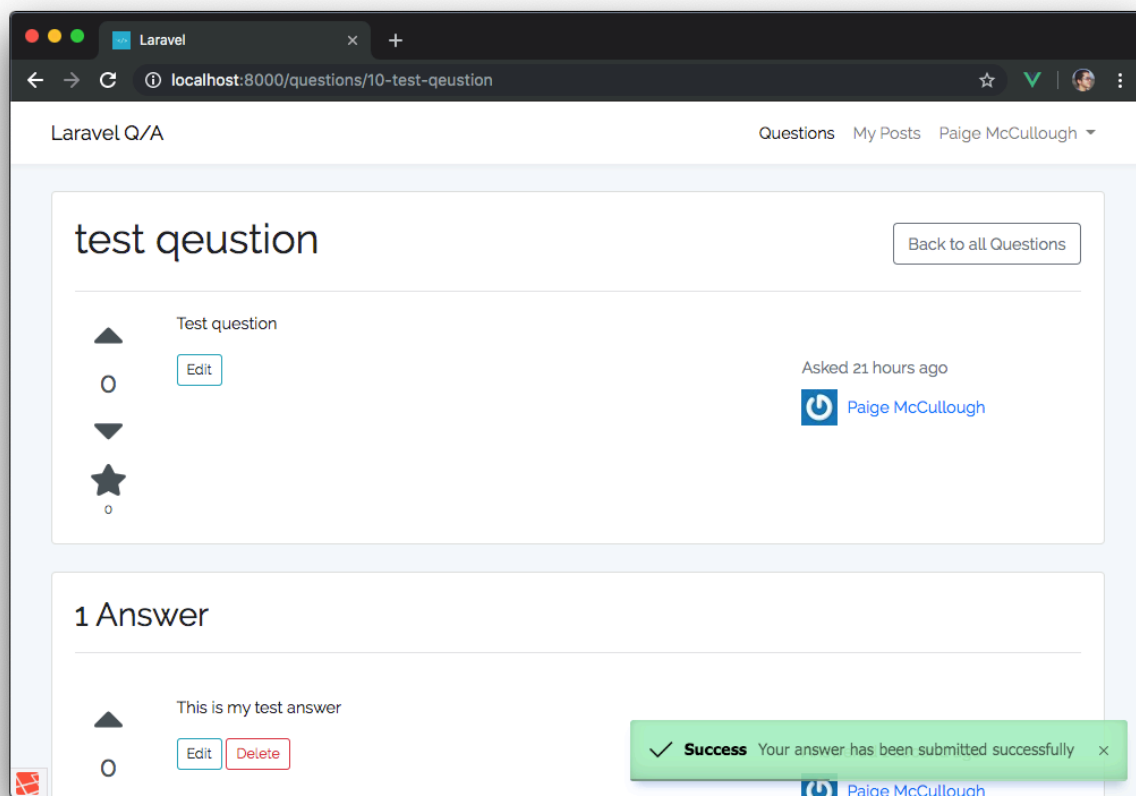 Laravel
localhost:8000/questions/10-test-qeustion
Laravel Q/A
Questions My Posts Paige McCullough
test qeustion
Back to all Questions
Test question
Edit
0
Asked 21 hours ago
Paige McCullough
0
1 Answer
This is my test answer
Edit Delete
0
Success Your answer has been submitted successfully
Paige McCullough